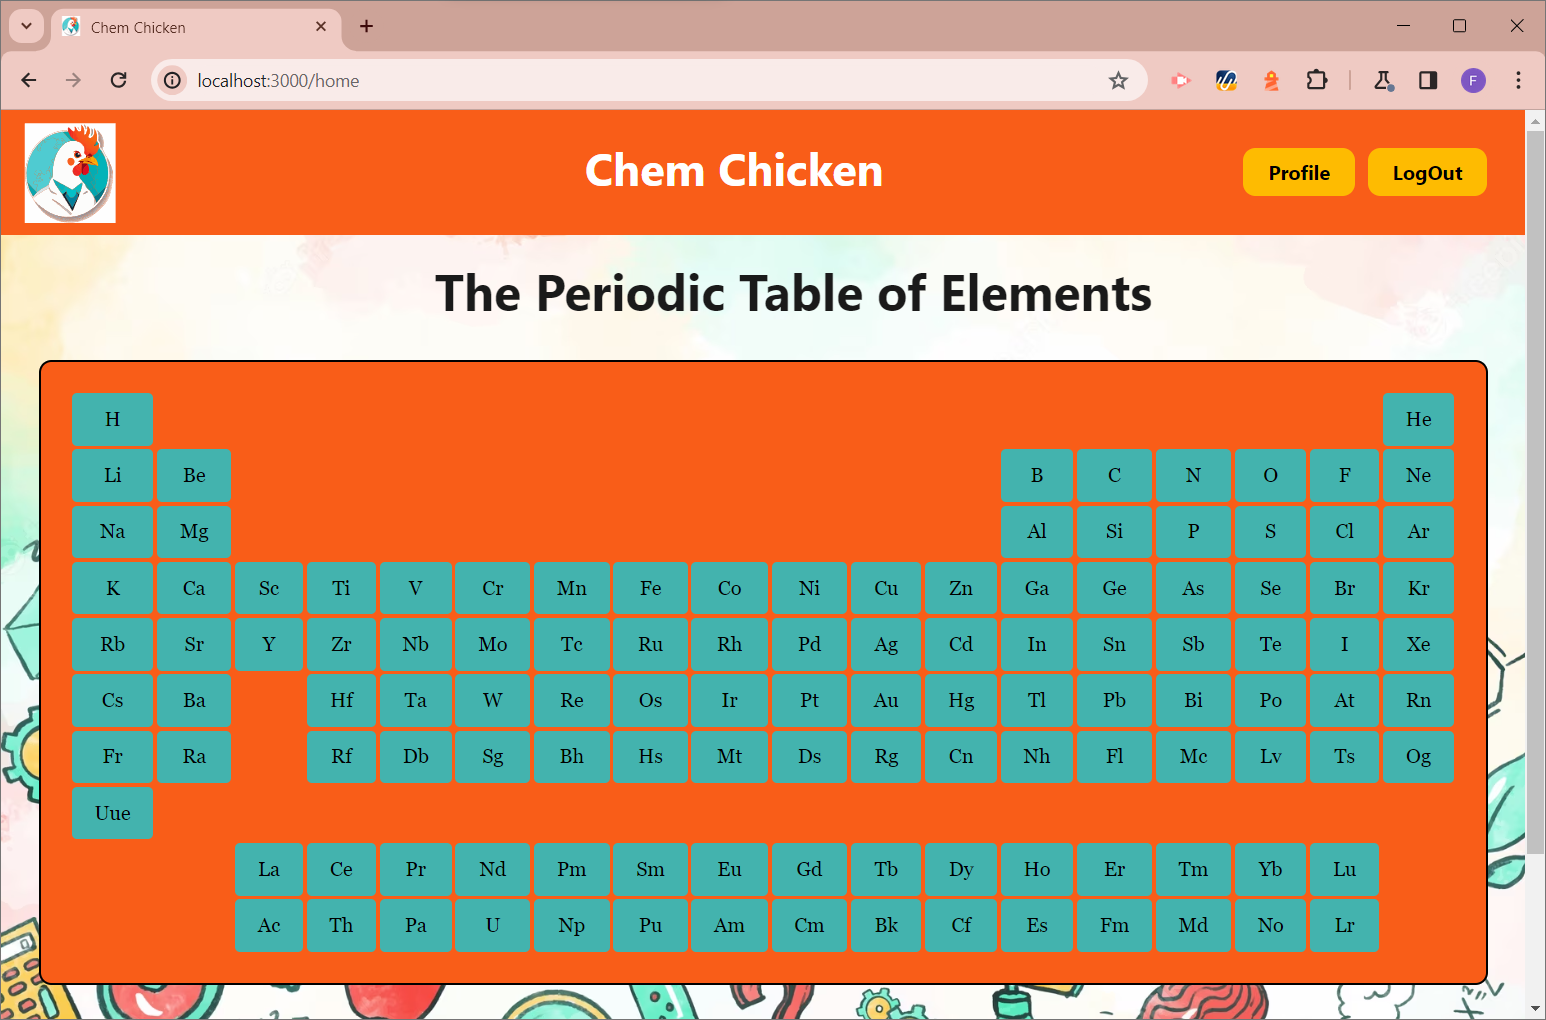 Chem Chicken
localhost:3000/home
F
Chem Chicken
Profile LogOut
The Periodic Table of Elements
H He
Li Be B C N O F Ne
Na Mg Al Si P S Cl Ar
K Ca Sc Ti V Cr Mn Fe Co Ni Cu Zn Ga Ge As Se Br Kr
Rb Sr Y Zr Nb Mo Tc Ru Rh Pd Ag Cd In Sn Sb Te I Xe
Cs Ba Hf Ta W Re Os Ir Pt Au Hg Tl Pb Bi Po At Rn
Fr Ra Rf Db Sg Bh Hs Mt Ds Rg Cn Nh Fl Mc Lv Ts Og
Uue
La Ce Pr Nd Pm Sm Eu Gd Tb Dy Ho Er Tm Yb Lu
Ac Th Pa U Np Pu Am Cm Bk Cf Es Fm Md No Lr